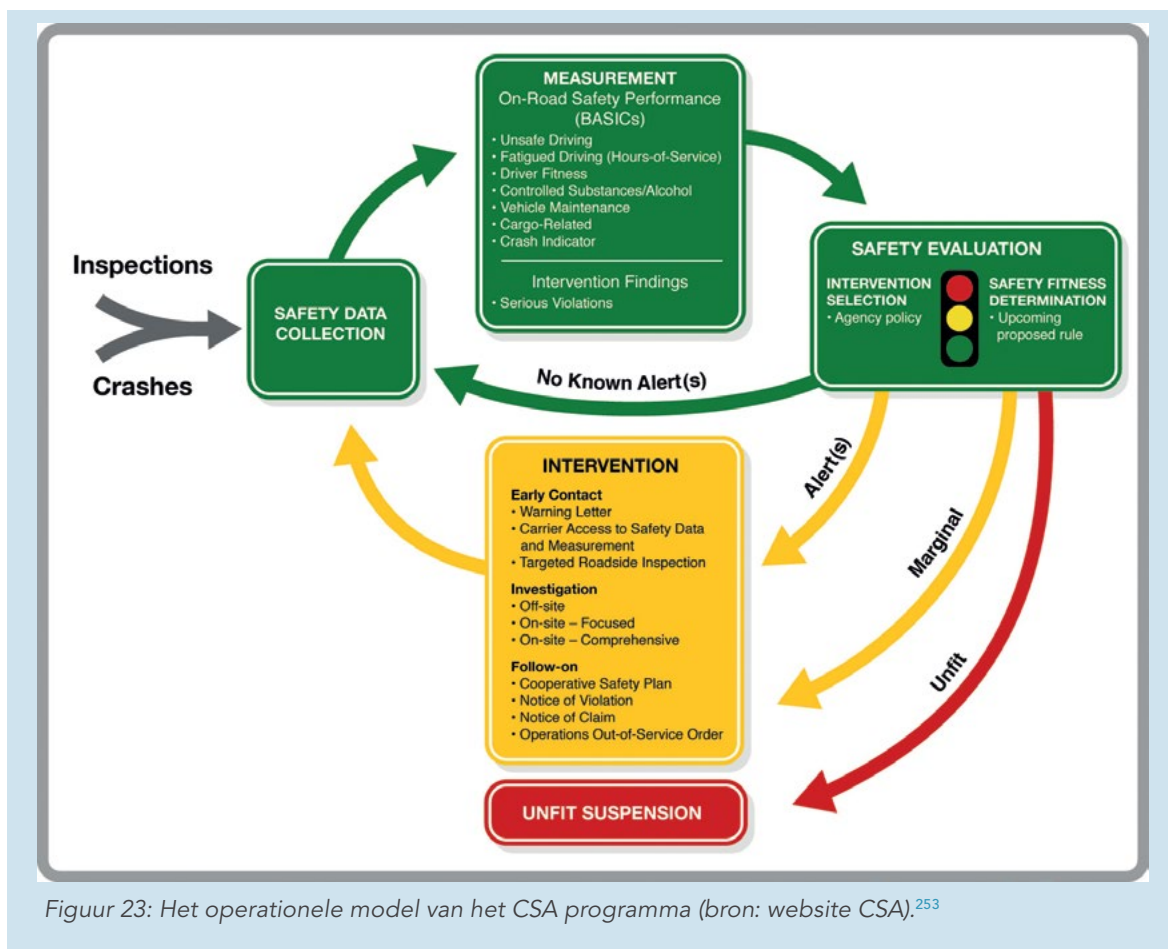 MEASUREMENT
On-Road Safety Performance
(BASICs)
• Unsafe Driving
• Fatigued Driving (Hours-of-Service)
• Driver Fitness
• Controlled Substances/Alcohol
• Vehicle Maintenance
• Cargo-Related
• Crash Indicator
Intervention Findings
• Serious Violations
Inspections
Crashes
SAFETY DATA
COLLECTION
SAFETY EVALUATION
INTERVENTION
SELECTION
• Agency policy
SAFETY FITNESS
DETERMINATION
• Upcoming
proposed rule
No Known Alert(s)
Alert(s)
Marginal
Unfit
INTERVENTION
Early Contact
• Warning Letter
• Carrier Access to Safety Data
and Measurement
• Targeted Roadside Inspection
Investigation
• Off-site
• On-site – Focused
• On-site – Comprehensive
Follow-on
• Cooperative Safety Plan
• Notice of Violation
• Notice of Claim
• Operations Out-of-Service Order
UNFIT SUSPENSION
Figuur 23: Het operationele model van het CSA programma (bron: website CSA).253